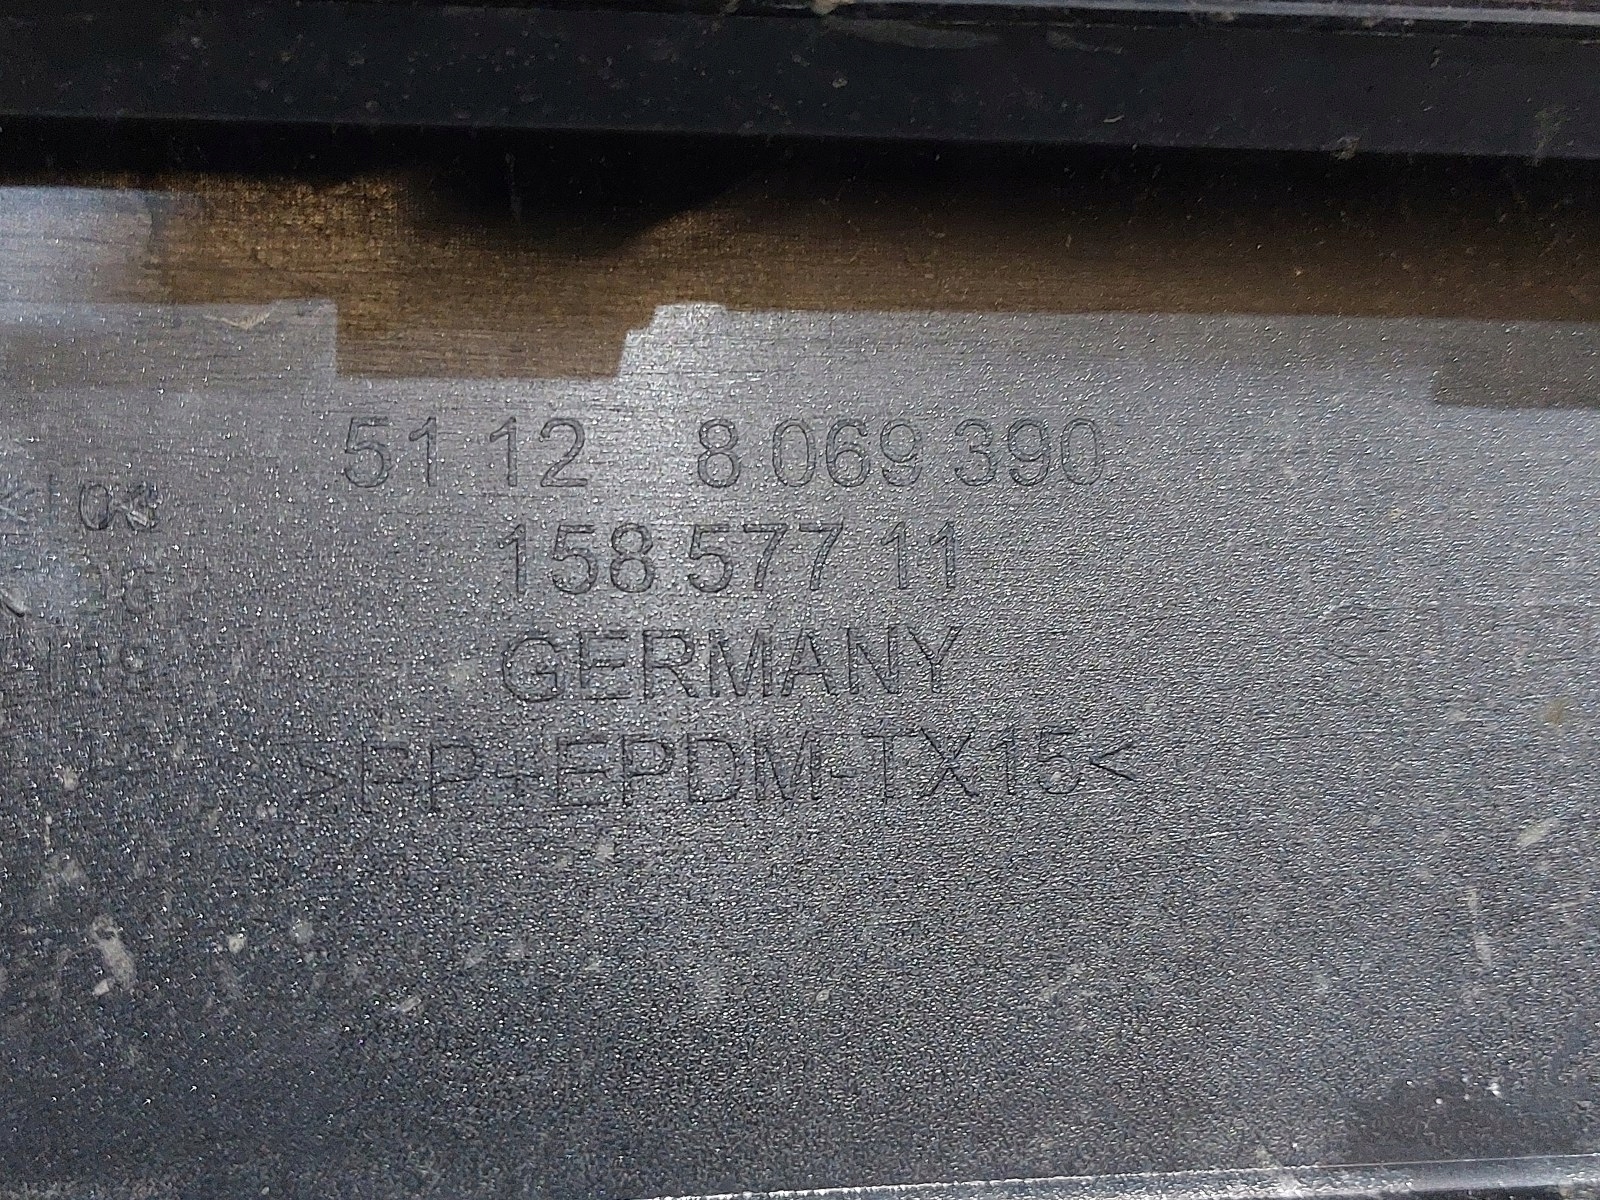 51 12 8 069 390
158 577 11
GERMANY
>PP+EPDM-TX15<